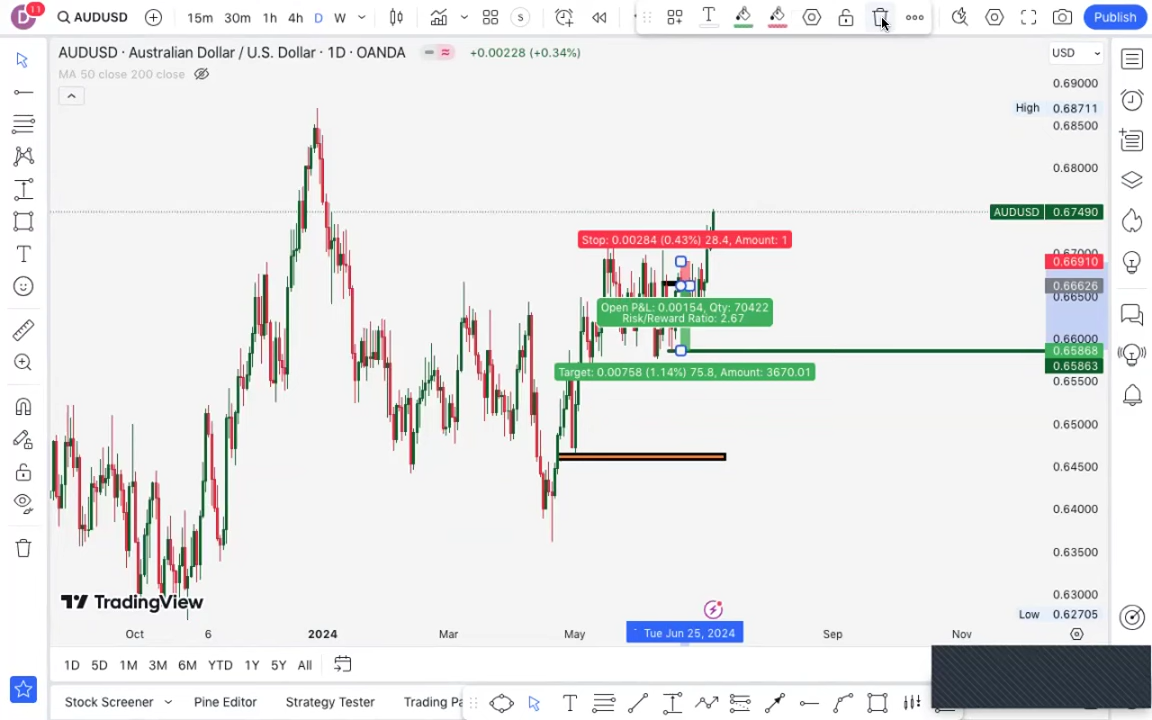 D 11 AUDUSD 15m 30m 1h 4h D W S Publish
AUDUSD · Australian Dollar / U.S. Dollar · 1D · OANDA +0.00228 (+0.34%) USD
MA 50 close 200 close
0.69000
High 0.68711
0.68500
0.68000
AUDUSD 0.67490
Stop: 0.00284 (0.43%) 28.4, Amount: 1
0.67000
0.66910
0.66626
0.66500
Open P&L: 0.00154, Qty: 70422
Risk/Reward Ratio: 2.67
0.66000
0.65868
0.65863
Target: 0.00758 (1.14%) 75.8, Amount: 3670.01
0.65500
0.65000
0.64500
0.64000
0.63500
0.63000
TradingView
Low 0.62705
Oct 6 2024 Mar May Tue Jun 25, 2024 Sep Nov
1D 5D 1M 3M 6M YTD 1Y 5Y All
Stock Screener Pine Editor Strategy Tester Trading Pa